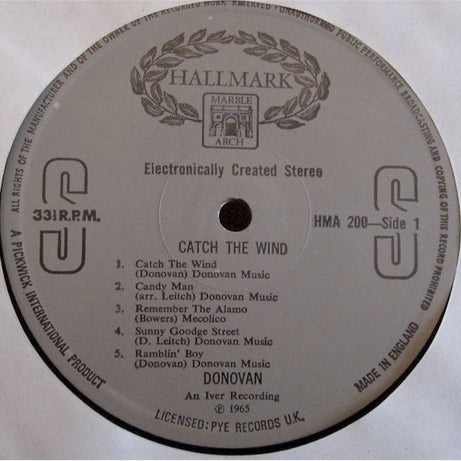 ALL RIGHTS OF THE MANUFACTURER AND OF THE OWNER OF THE RECORDED WORK RESERVED - UNAUTHORISED PUBLIC PERFORMANCE, BROADCASTING AND COPYING OF THIS RECORD PROHIBITED
HALLMARK
MARBLE
ARCH
Electronically Created Stereo
S
S
33⅓ R.P.M.
HMA 200—Side 1
CATCH THE WIND
1. Catch The Wind
(Donovan) Donovan Music
2. Candy Man
(arr. Leitch) Donovan Music
3. Remember The Alamo
(Bowers) Mecolico
4. Sunny Goodge Street
(D. Leitch) Donovan Music
5. Ramblin' Boy
(Donovan) Donovan Music
DONOVAN
An Iver Recording
℗ 1965
A PICKWICK INTERNATIONAL PRODUCT
LICENSED: PYE RECORDS U.K.
MADE IN ENGLAND